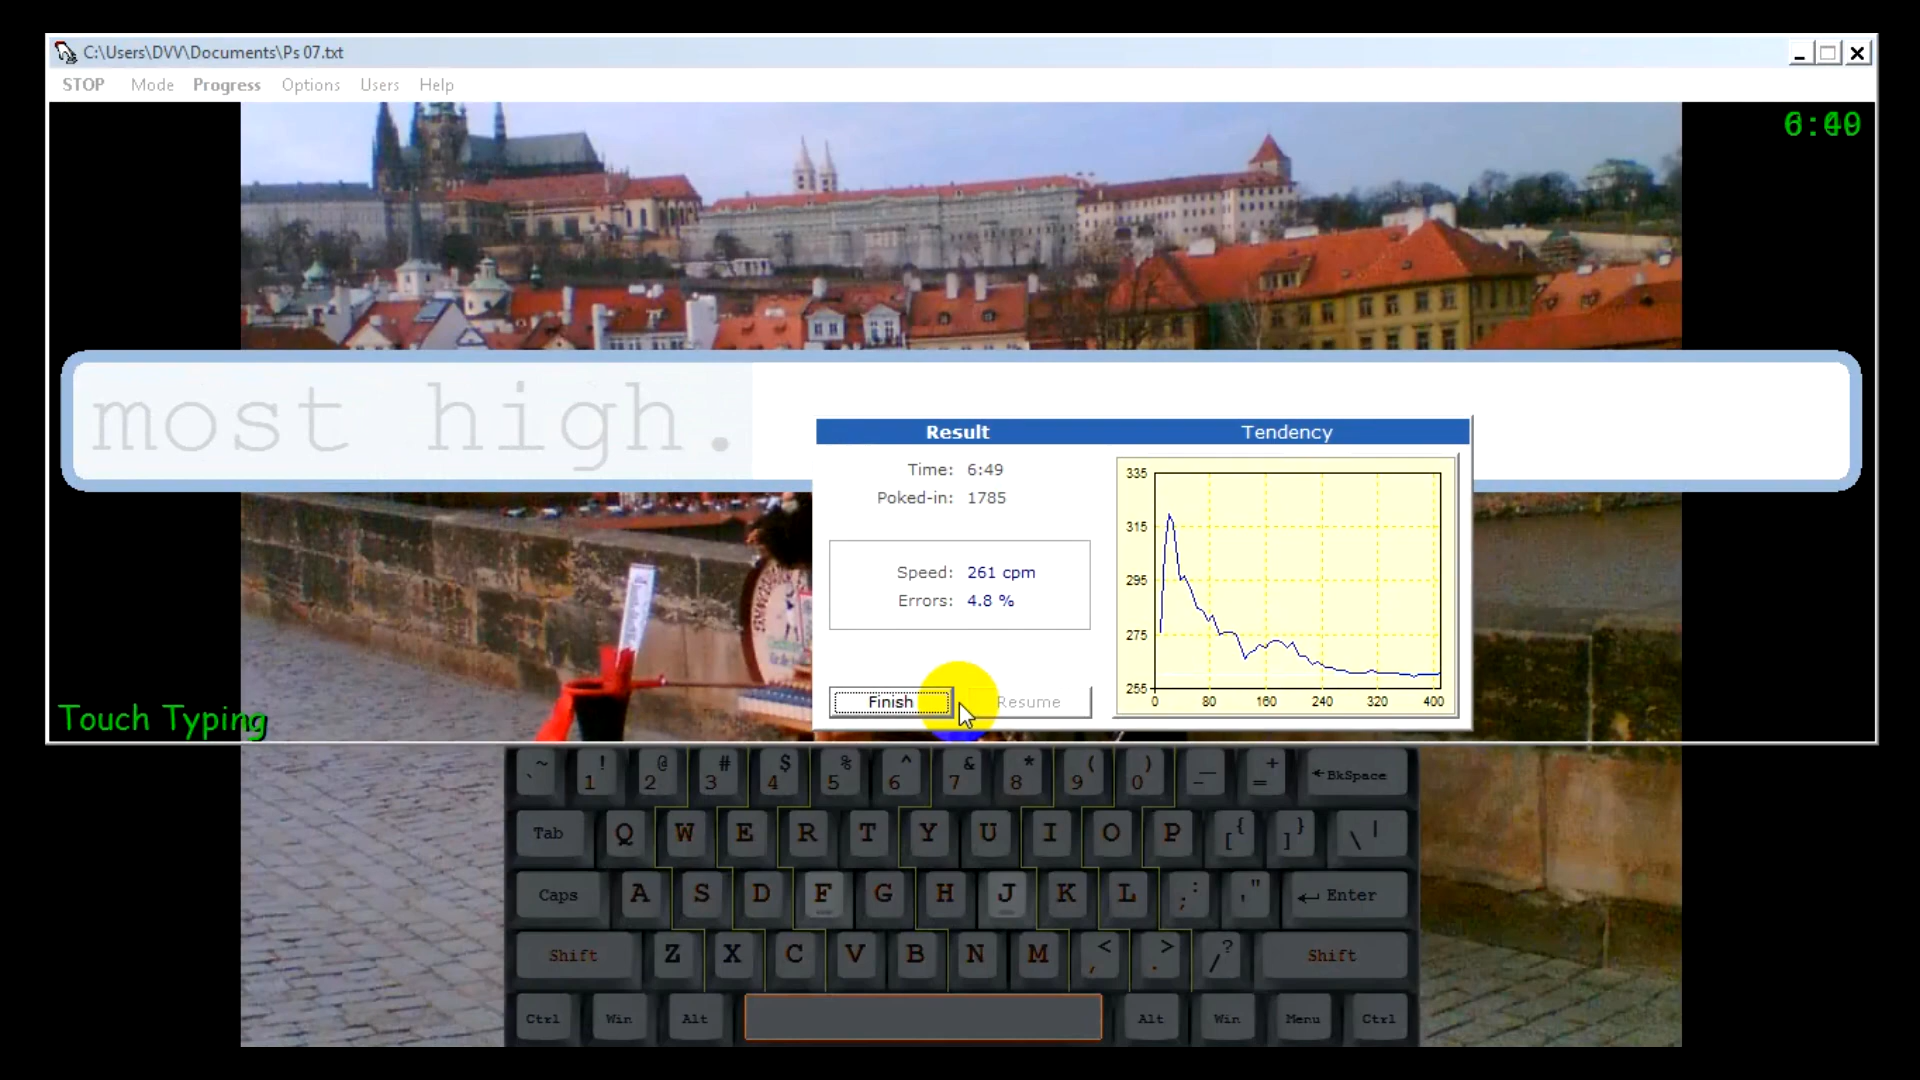 C:\Users\DVV\Documents\Ps 07.txt
STOP Mode Progress Options Users Help
most high.
Result Tendency
Time: 6:49
Poked-in: 1785
Speed: 261 cpm
Errors: 4.8 %
Finish Resume
335
315
295
275
255
0 80 160 240 320 400
Touch Typing
` ~ ! 1 @ 2 # 3 $ 4 % 5 ^ 6 & 7 * 8 ( 9 ) 0 _ - + = ←BkSpace
Tab Q W E R T Y U I O P [ { ] } \ |
Caps A S D F G H J K L ; : ' " ↵ Enter
Shift Z X C V B N M , < . > / ? Shift
Ctrl Win Alt Alt Win Menu Ctrl